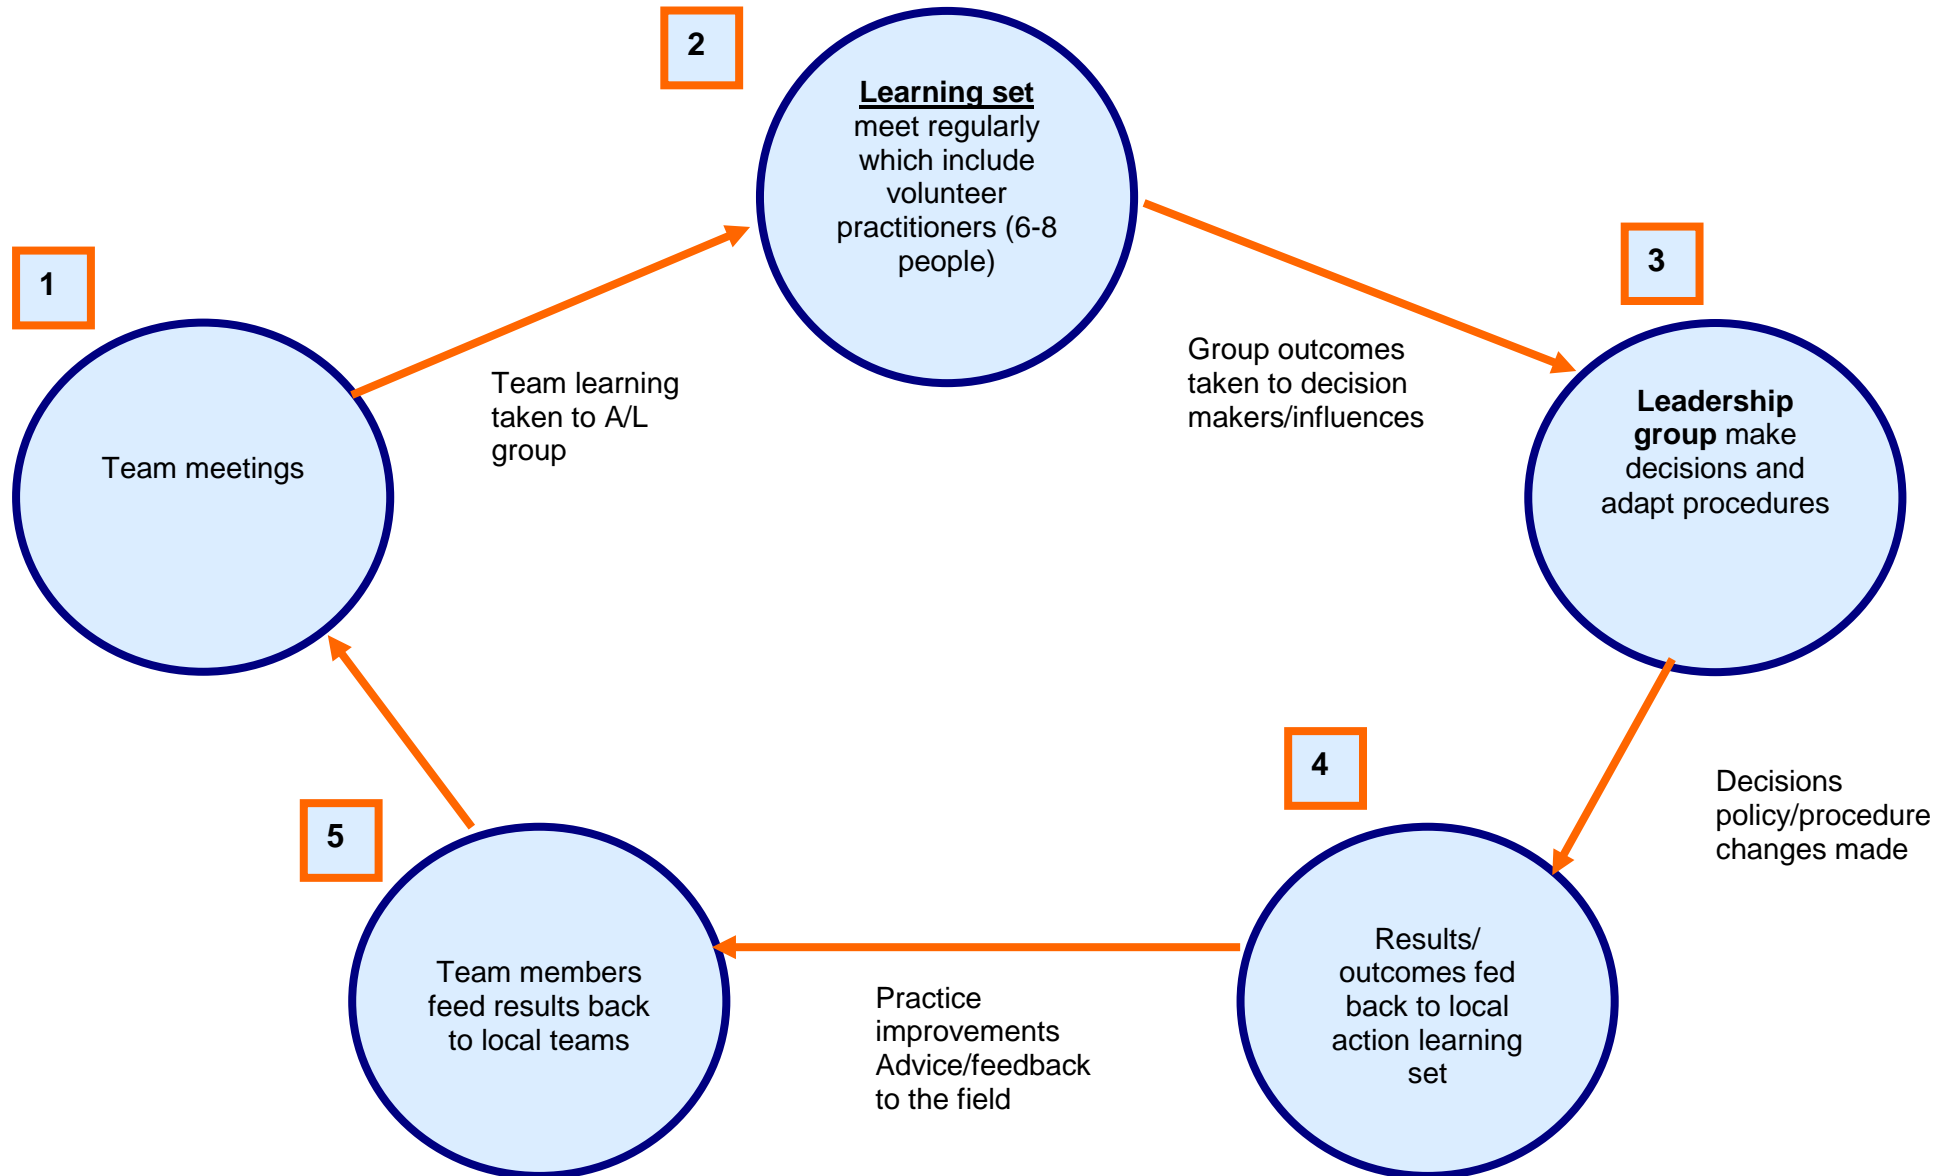 1
Team meetings
Team learning
taken to A/L
group
2
Learning set
meet regularly
which include
volunteer
practitioners (6-8
people)
Group outcomes
taken to decision
makers/influences
3
Leadership
group make
decisions and
adapt procedures
Decisions
policy/procedure
changes made
4
Results/
outcomes fed
back to local
action learning
set
Practice
improvements
Advice/feedback
to the field
5
Team members
feed results back
to local teams